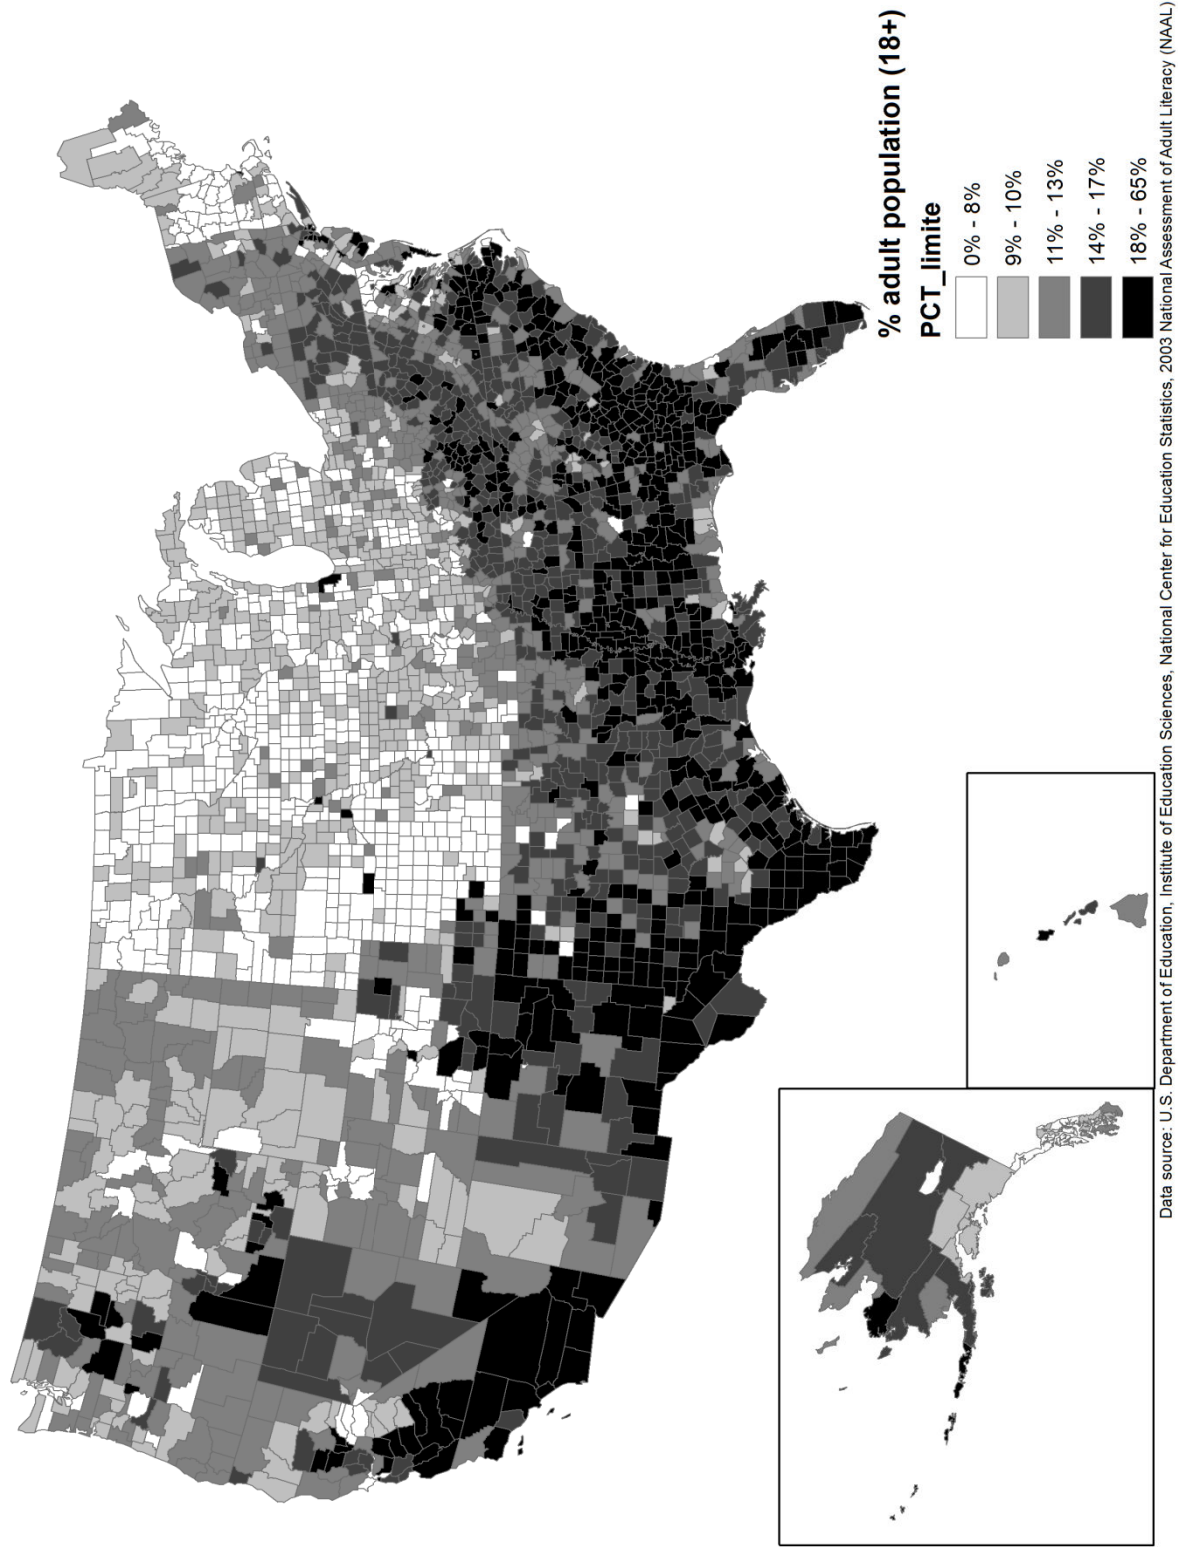 % adult population (18+)
PCT_limite
0% - 8%
9% - 10%
11% - 13%
14% - 17%
18% - 65%
Data source: U.S. Department of Education, Institute of Education Sciences, National Center for Education Statistics, 2003 National Assessment of Adult Literacy (NAAL)